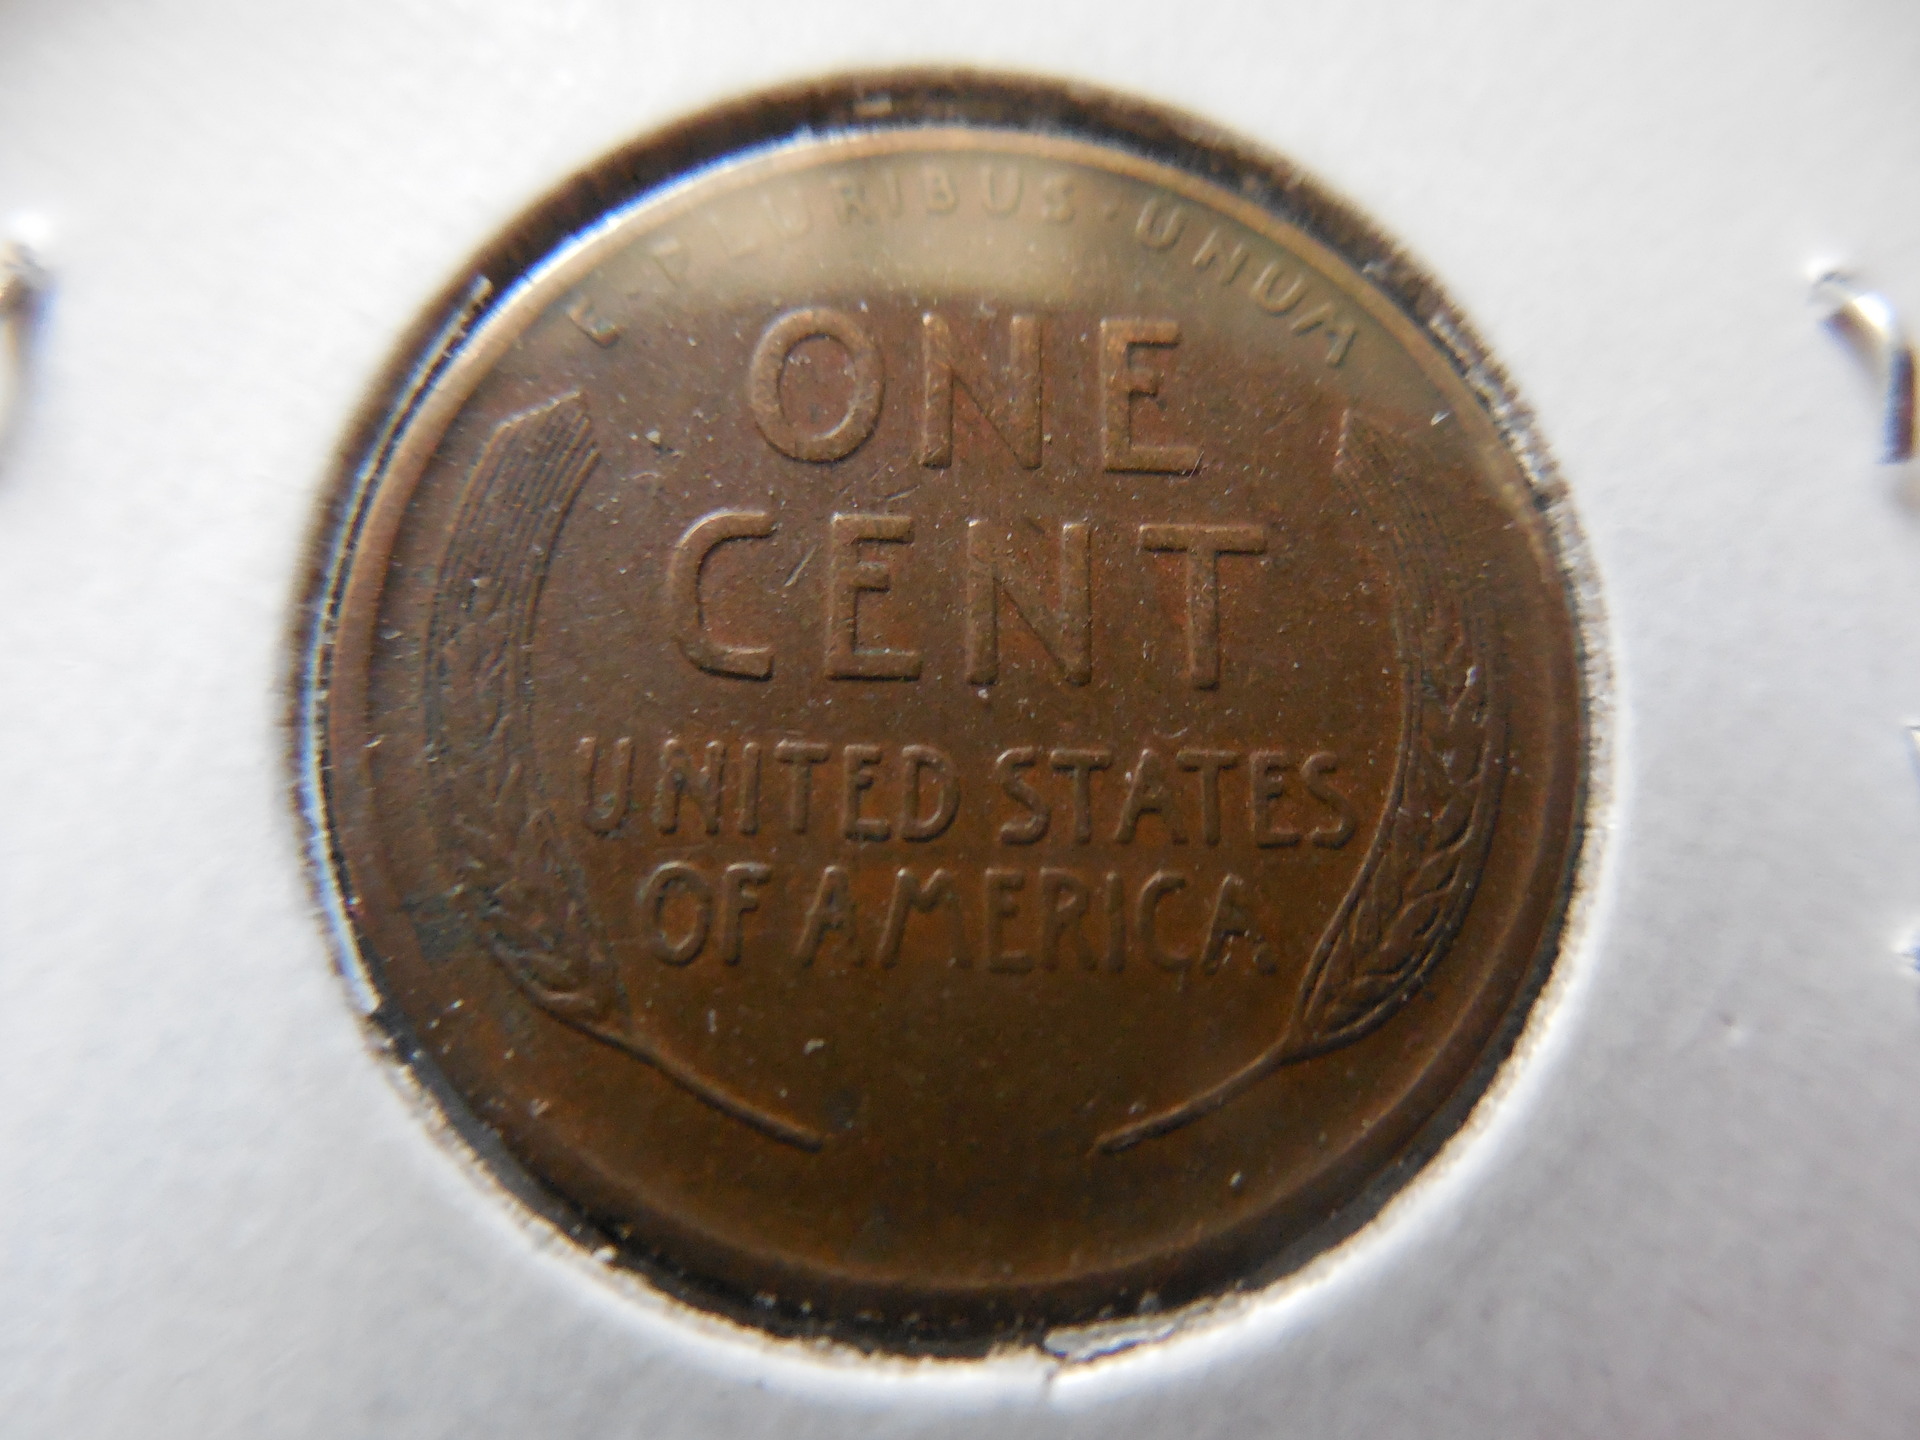 E·PLURIBUS·UNUM
ONE
CENT
UNITED STATES
OF AMERICA